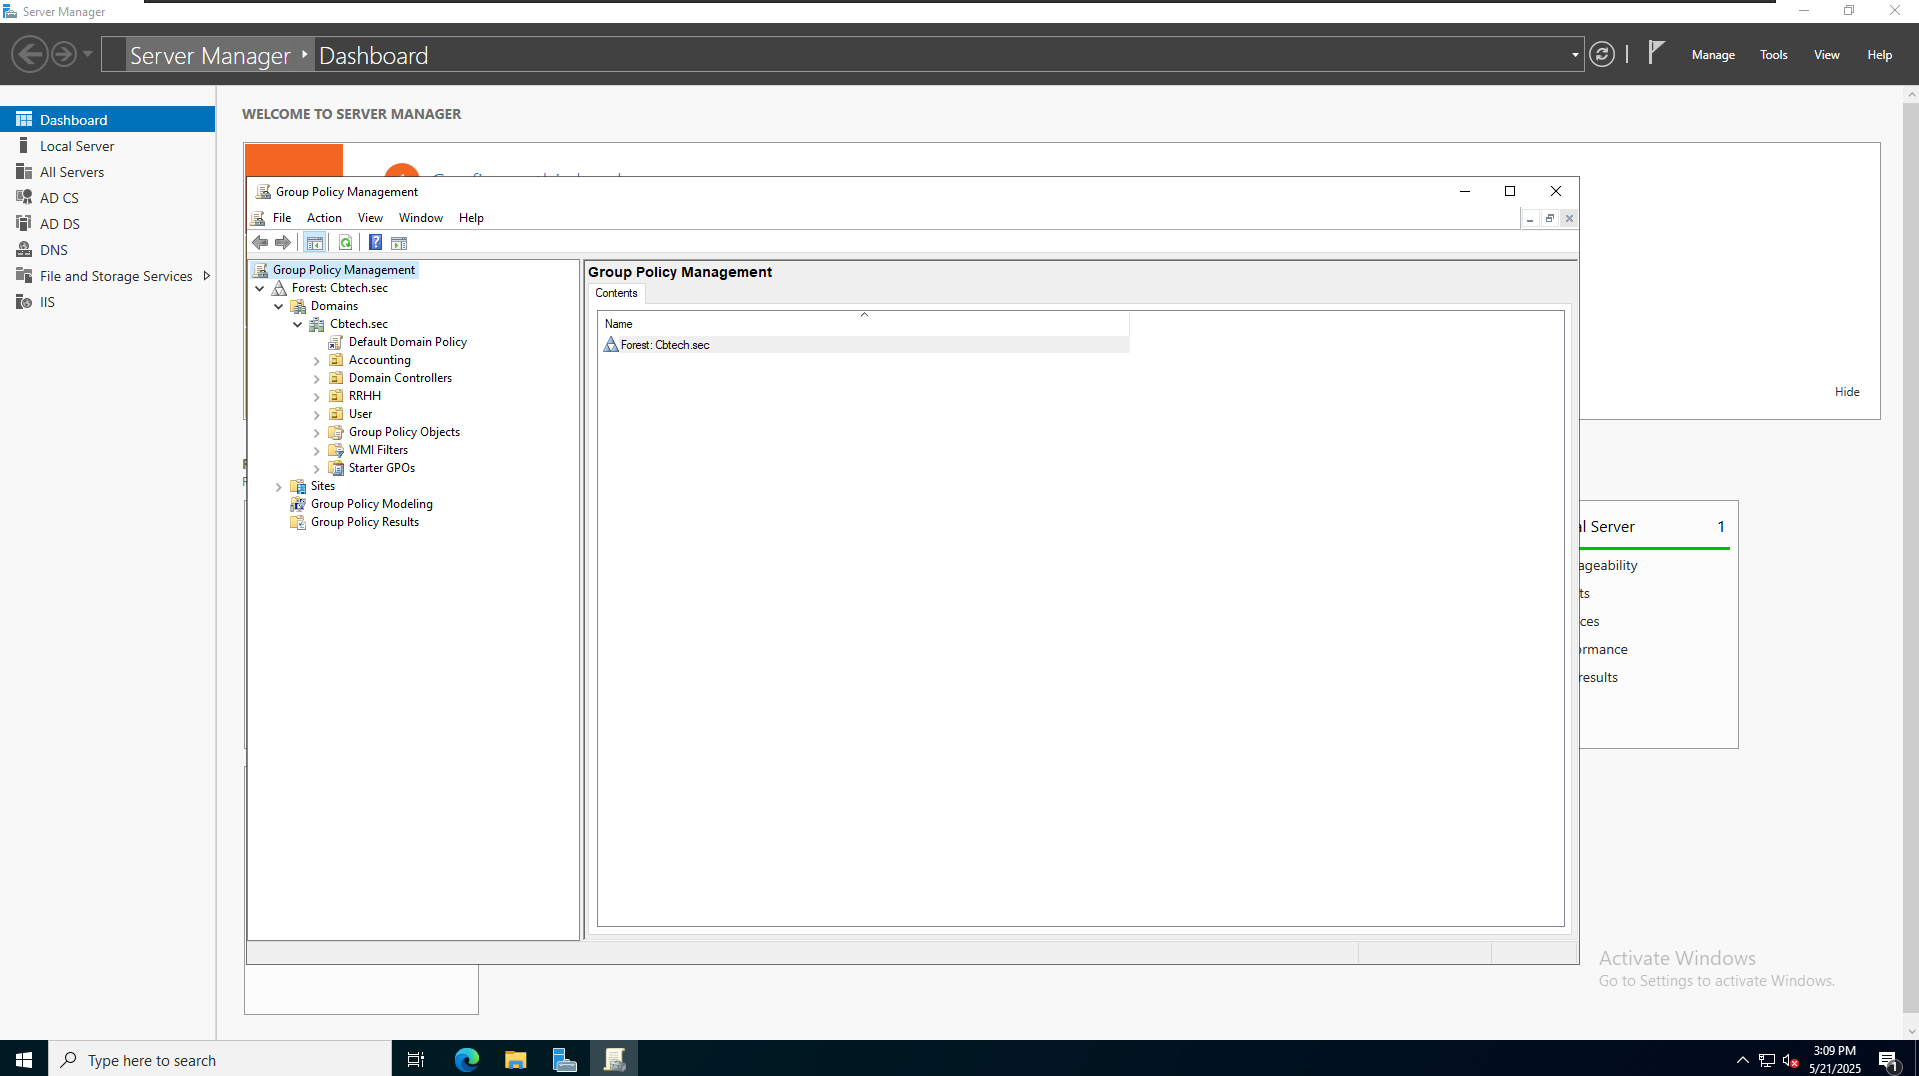 Server Manager
Server Manager
Dashboard
Manage
Tools
View
Help
Dashboard
Local Server
All Servers
AD CS
AD DS
DNS
File and Storage Services
IIS
WELCOME TO SERVER MANAGER
Hide
Group Policy Management
File
Action
View
Window
Help
Group Policy Management
Forest: Cbtech.sec
Domains
Cbtech.sec
Default Domain Policy
Accounting
Domain Controllers
RRHH
User
Group Policy Objects
WMI Filters
Starter GPOs
Sites
Group Policy Modeling
Group Policy Results
Group Policy Management
Contents
Name
Forest: Cbtech.sec
al Server 1
ageability
ts
ces
ormance
results
Activate Windows
Go to Settings to activate Windows.
Type here to search
3:09 PM
5/21/2025
1